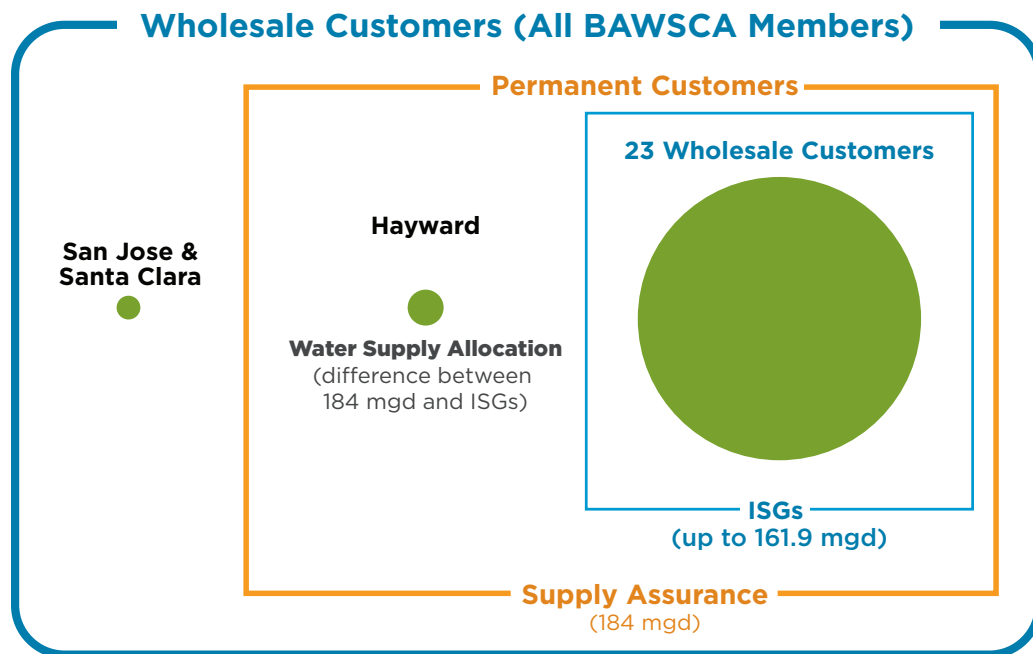 Wholesale Customers (All BAWSCA Members)
Permanent Customers
23 Wholesale Customers
Hayward
San Jose &
Santa Clara
Water Supply Allocation
(difference between
184 mgd and ISGs)
ISGs
(up to 161.9 mgd)
Supply Assurance
(184 mgd)